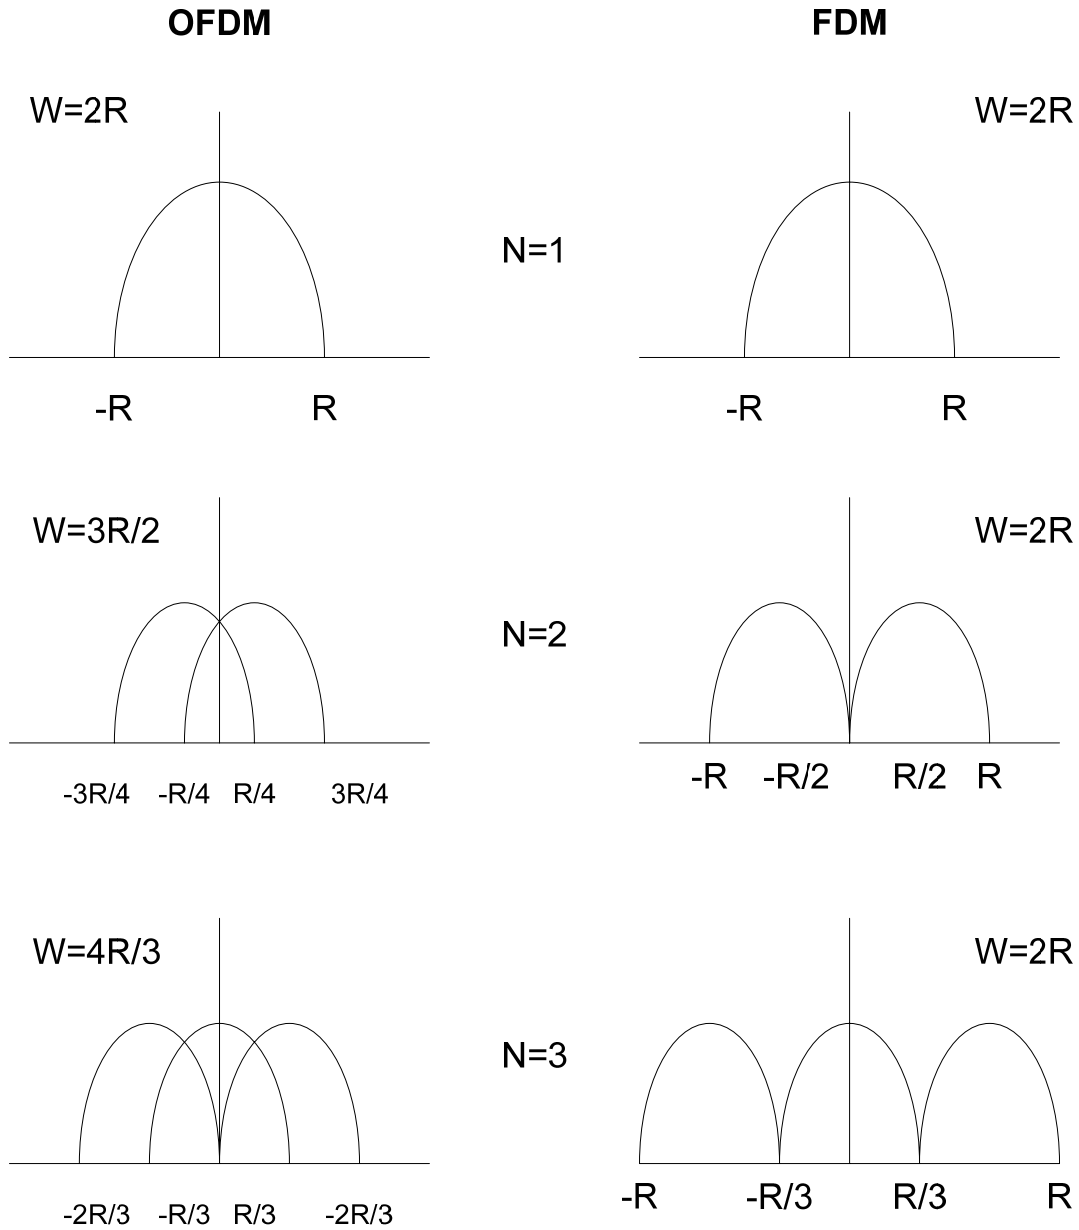 OFDM
FDM
W=2R
W=2R
N=1
-R
R
-R
R
W=3R/2
W=2R
N=2
-3R/4
-R/4
R/4
3R/4
-R
-R/2
R/2
R
W=4R/3
W=2R
N=3
-2R/3
-R/3
R/3
-2R/3
-R
-R/3
R/3
R